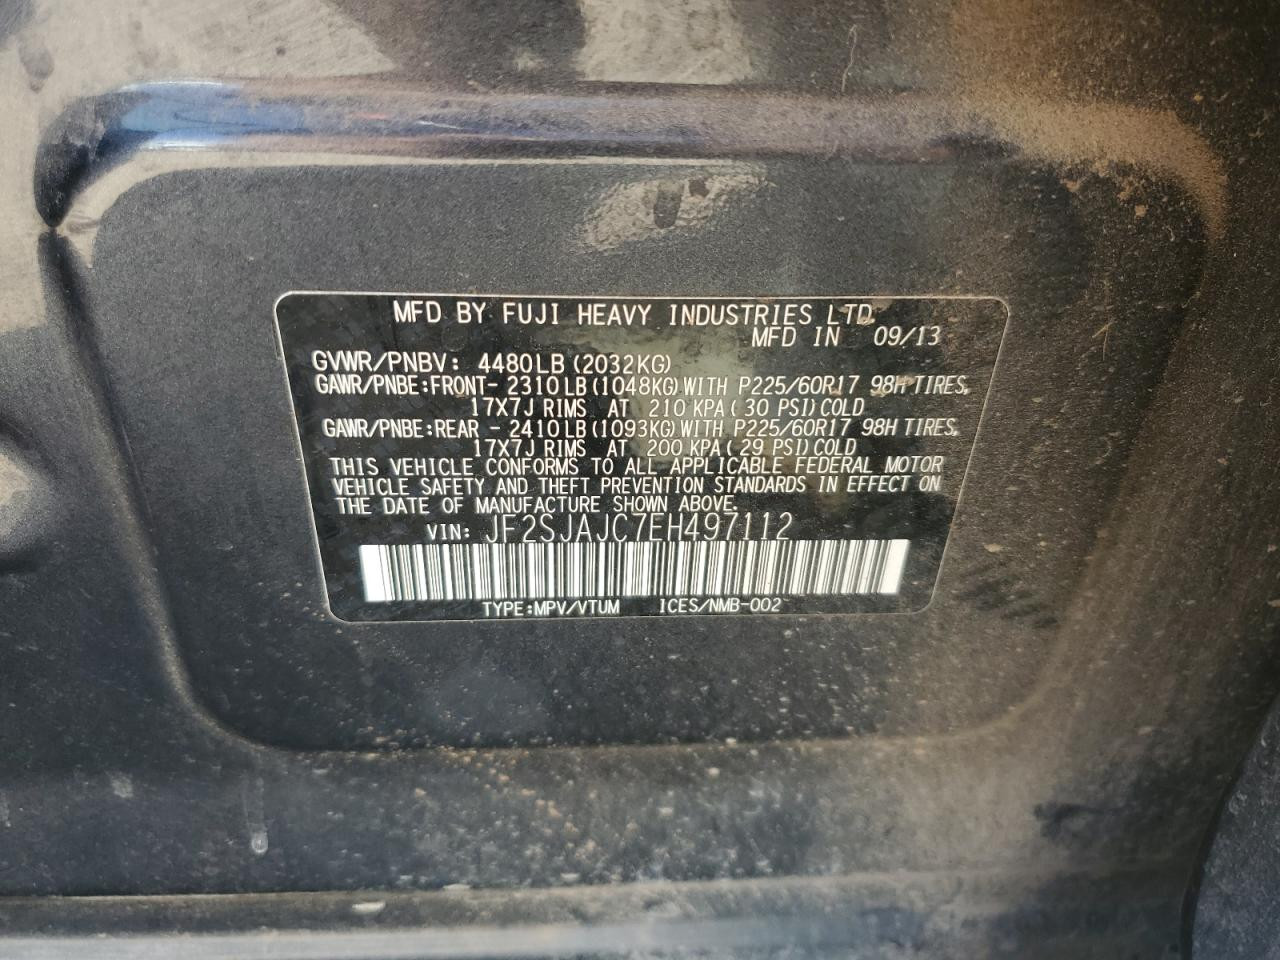 MFD BY FUJI HEAVY INDUSTRIES LTD.
MFD IN 09/13
GVWR/PNBV: 4480LB (2032KG)
GAWR/PNBE:FRONT- 2310LB (1048KG) WITH P225/60R17 98H TIRES,
17X7J RIMS AT 210 KPA( 30 PSI) COLD
GAWR/PNBE:REAR - 2410LB (1093KG) WITH P225/60R17 98H TIRES,
17X7J RIMS AT 200 KPA( 29 PSI) COLD
THIS VEHICLE CONFORMS TO ALL APPLICABLE FEDERAL MOTOR
VEHICLE SAFETY AND THEFT PREVENTION STANDARDS IN EFFECT ON
THE DATE OF MANUFACTURE SHOWN ABOVE.
VIN: JF2SJAJC7EH497112
TYPE:MPV/VTUM ICES/NMB-002